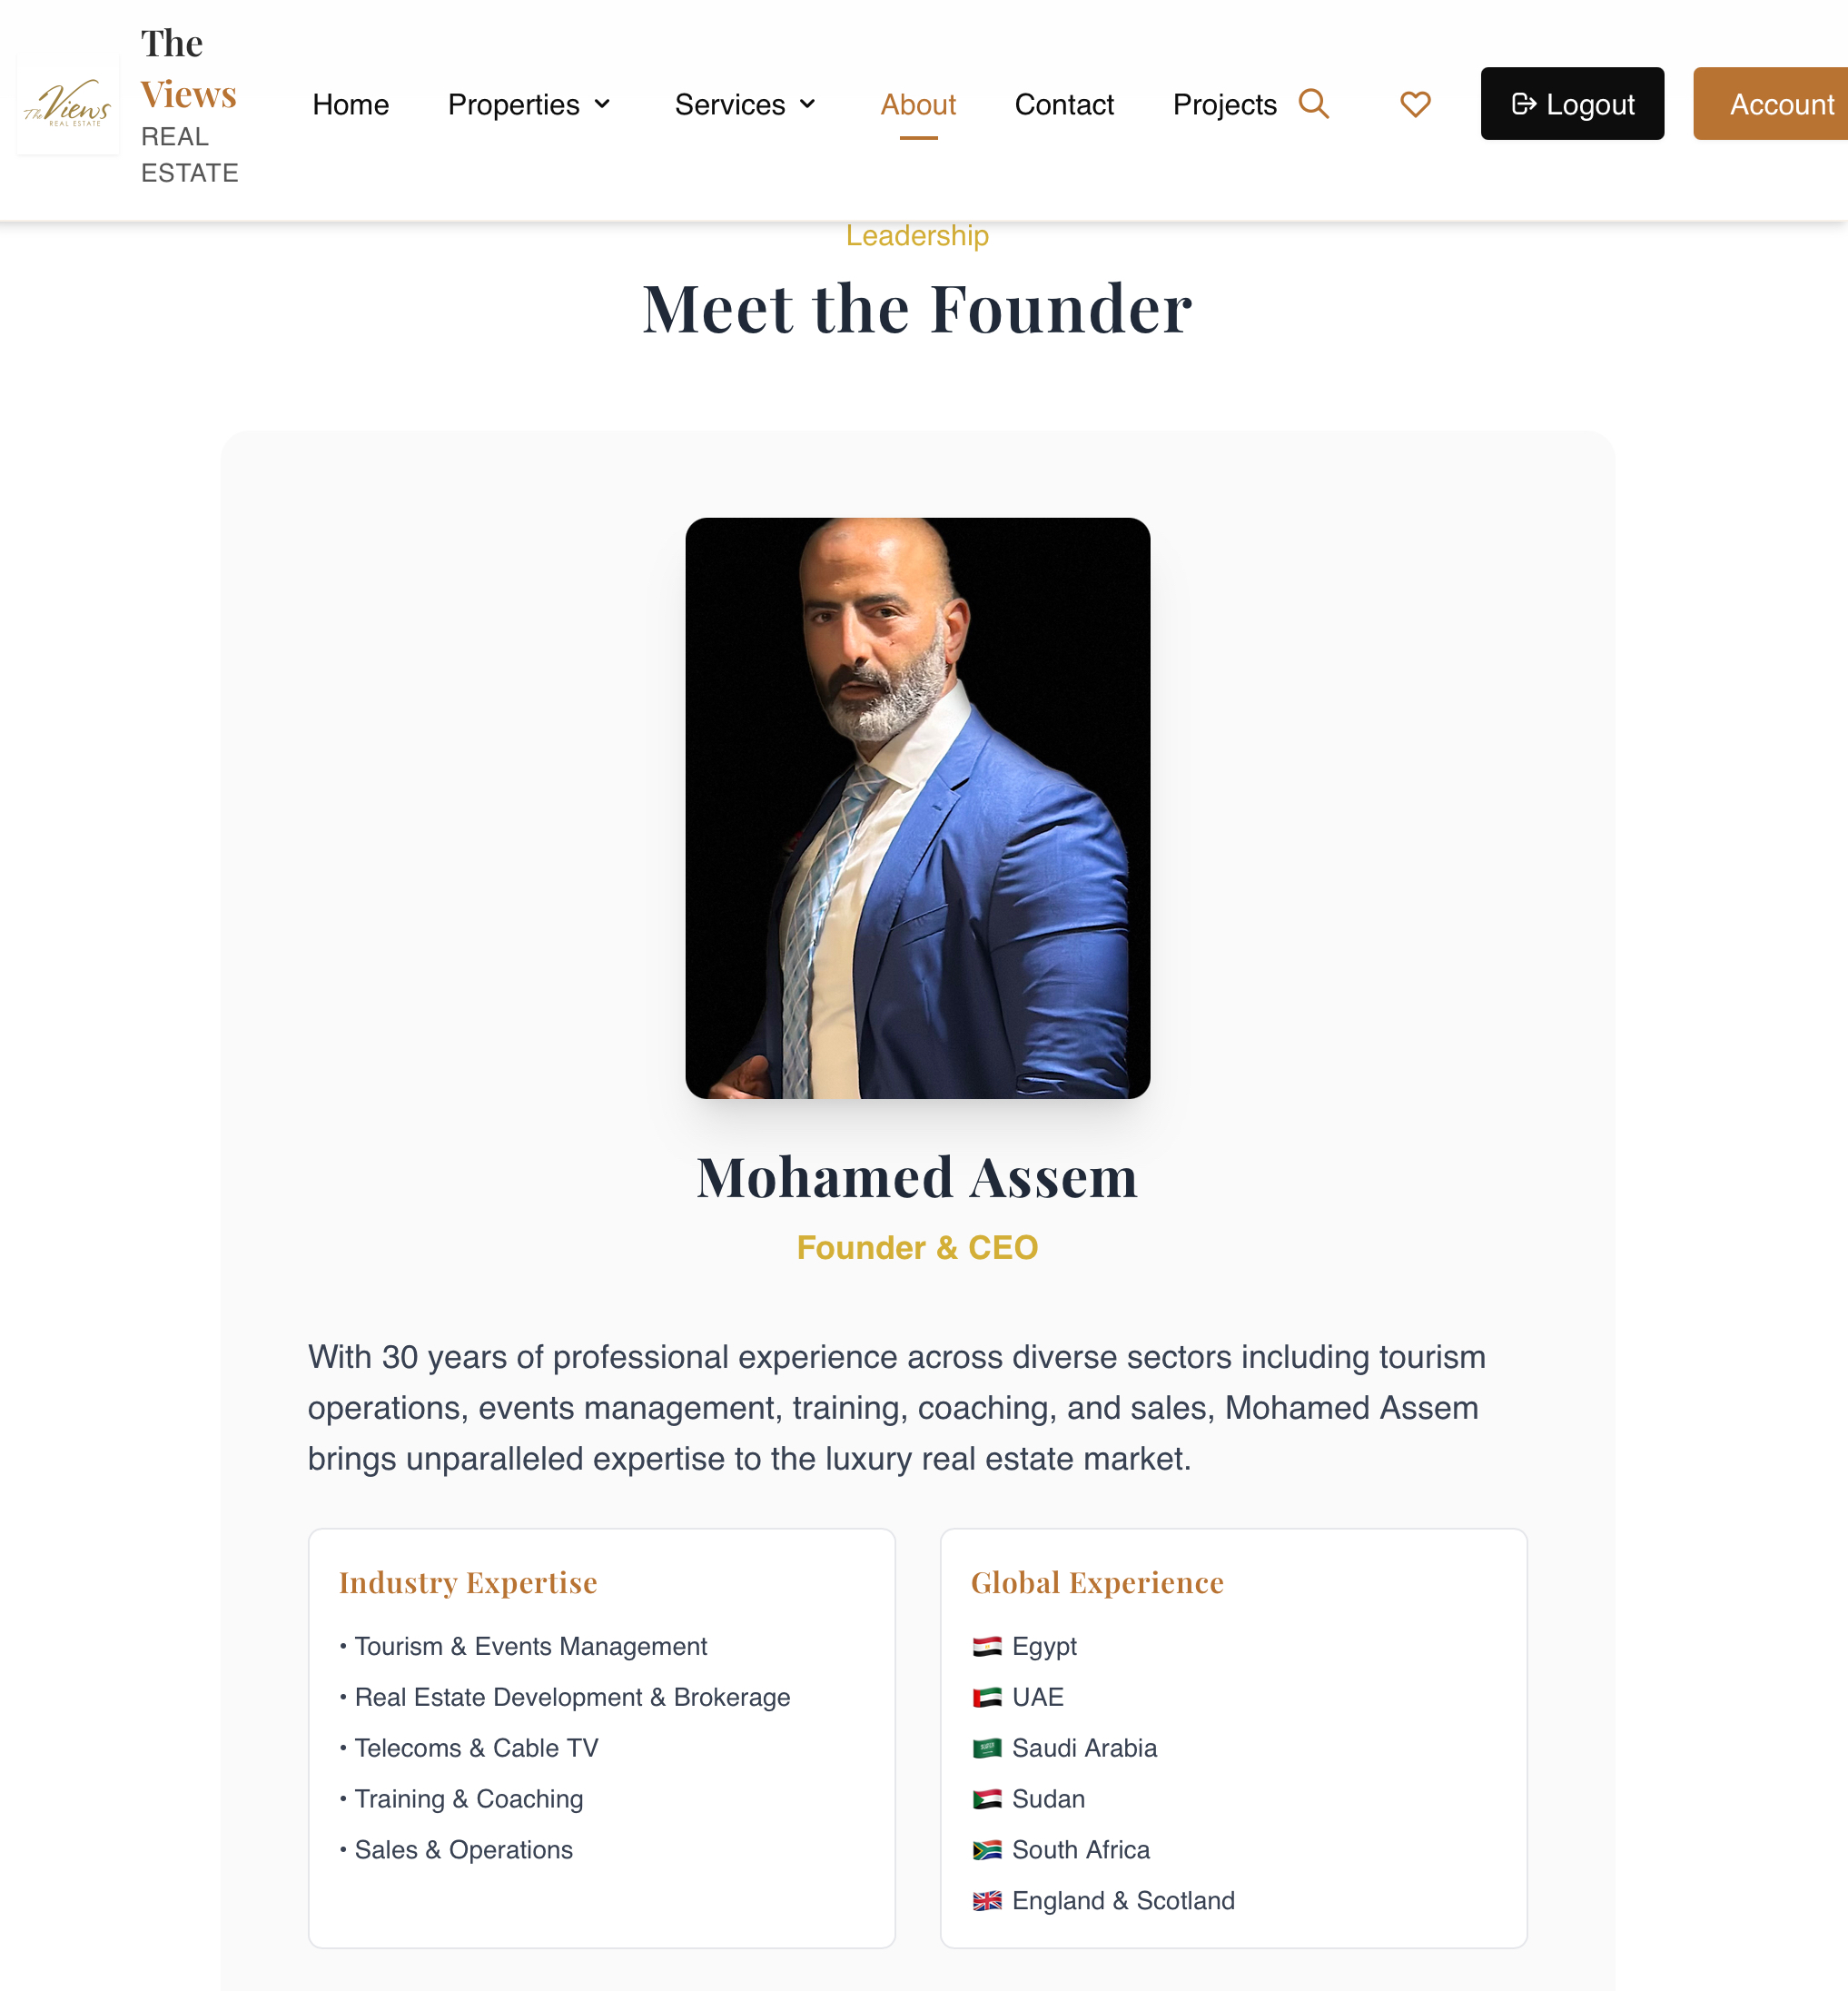 The Views
REAL ESTATE
The
Views
REAL
ESTATE
Home
Properties
Services
About
Contact
Projects
Logout
Account
Leadership
Meet the Founder
Mohamed Assem
Founder & CEO
With 30 years of professional experience across diverse sectors including tourism
operations, events management, training, coaching, and sales, Mohamed Assem
brings unparalleled expertise to the luxury real estate market.
Industry Expertise
• Tourism & Events Management
• Real Estate Development & Brokerage
• Telecoms & Cable TV
• Training & Coaching
• Sales & Operations
Global Experience
🇪🇬 Egypt
🇦🇪 UAE
🇸🇦 Saudi Arabia
🇸🇩 Sudan
🇿🇦 South Africa
🇬🇧 England & Scotland